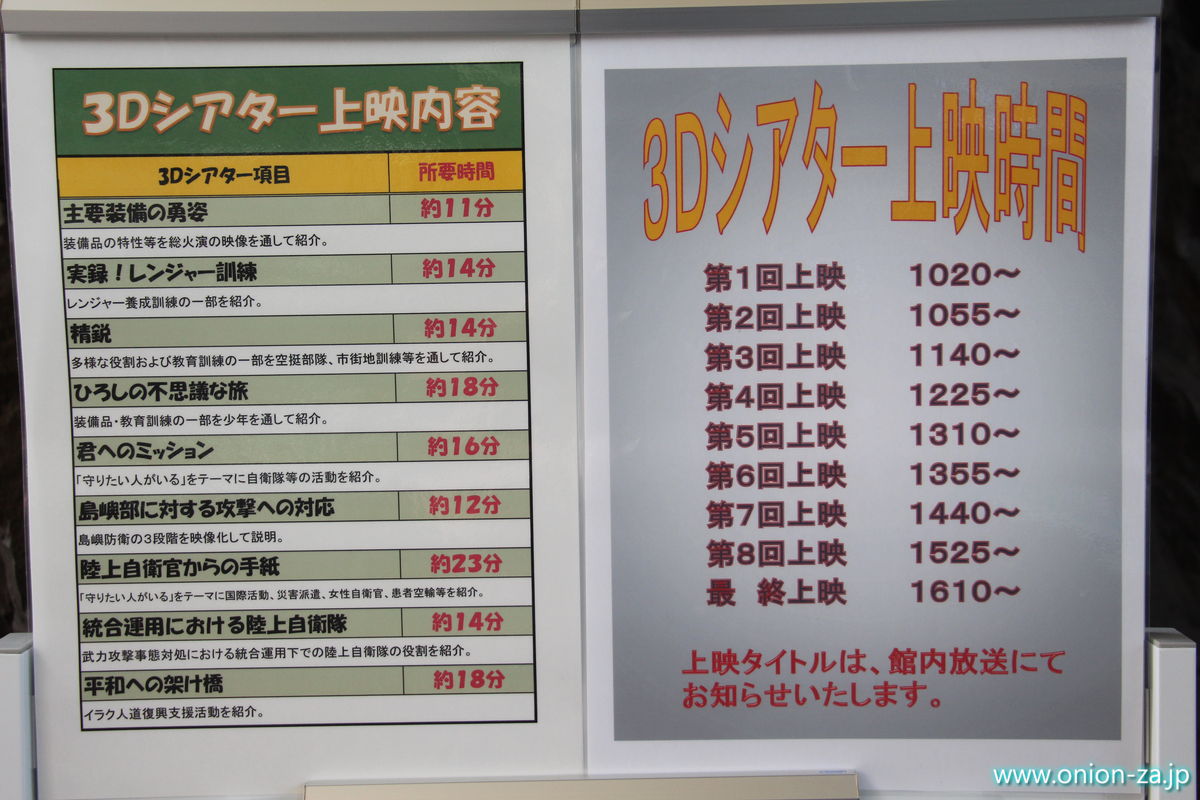 3Dシアター上映内容
3Dシアター項目 所要時間
主要装備の勇姿 約11分
装備品の特性等を総火演の映像を通して紹介。
実録!レンジャー訓練 約14分
レンジャー養成訓練の一部を紹介。
精鋭 約14分
多様な役割および教育訓練の一部を空挺部隊、市街地訓練等を通して紹介。
ひろしの不思議な旅 約18分
装備品・教育訓練の一部を少年を通して紹介。
君へのミッション 約16分
「守りたい人がいる」をテーマに自衛隊等の活動を紹介。
島嶼部に対する攻撃への対応 約12分
島嶼防衛の3段階を映像化して説明。
陸上自衛官からの手紙 約23分
「守りたい人がいる」をテーマに国際活動、災害派遣、女性自衛官、患者空輸等を紹介。
統合運用における陸上自衛隊 約14分
武力攻撃事態対処における統合運用下での陸上自衛隊の役割を紹介。
平和への架け橋 約18分
イラク人道復興支援活動を紹介。
3Dシアター上映時間
第1回上映 1020～
第2回上映 1055～
第3回上映 1140～
第4回上映 1225～
第5回上映 1310～
第6回上映 1355～
第7回上映 1440～
第8回上映 1525～
最 終上映 1610～
上映タイトルは、館内放送にて
お知らせいたします。
www.onion-za.jp